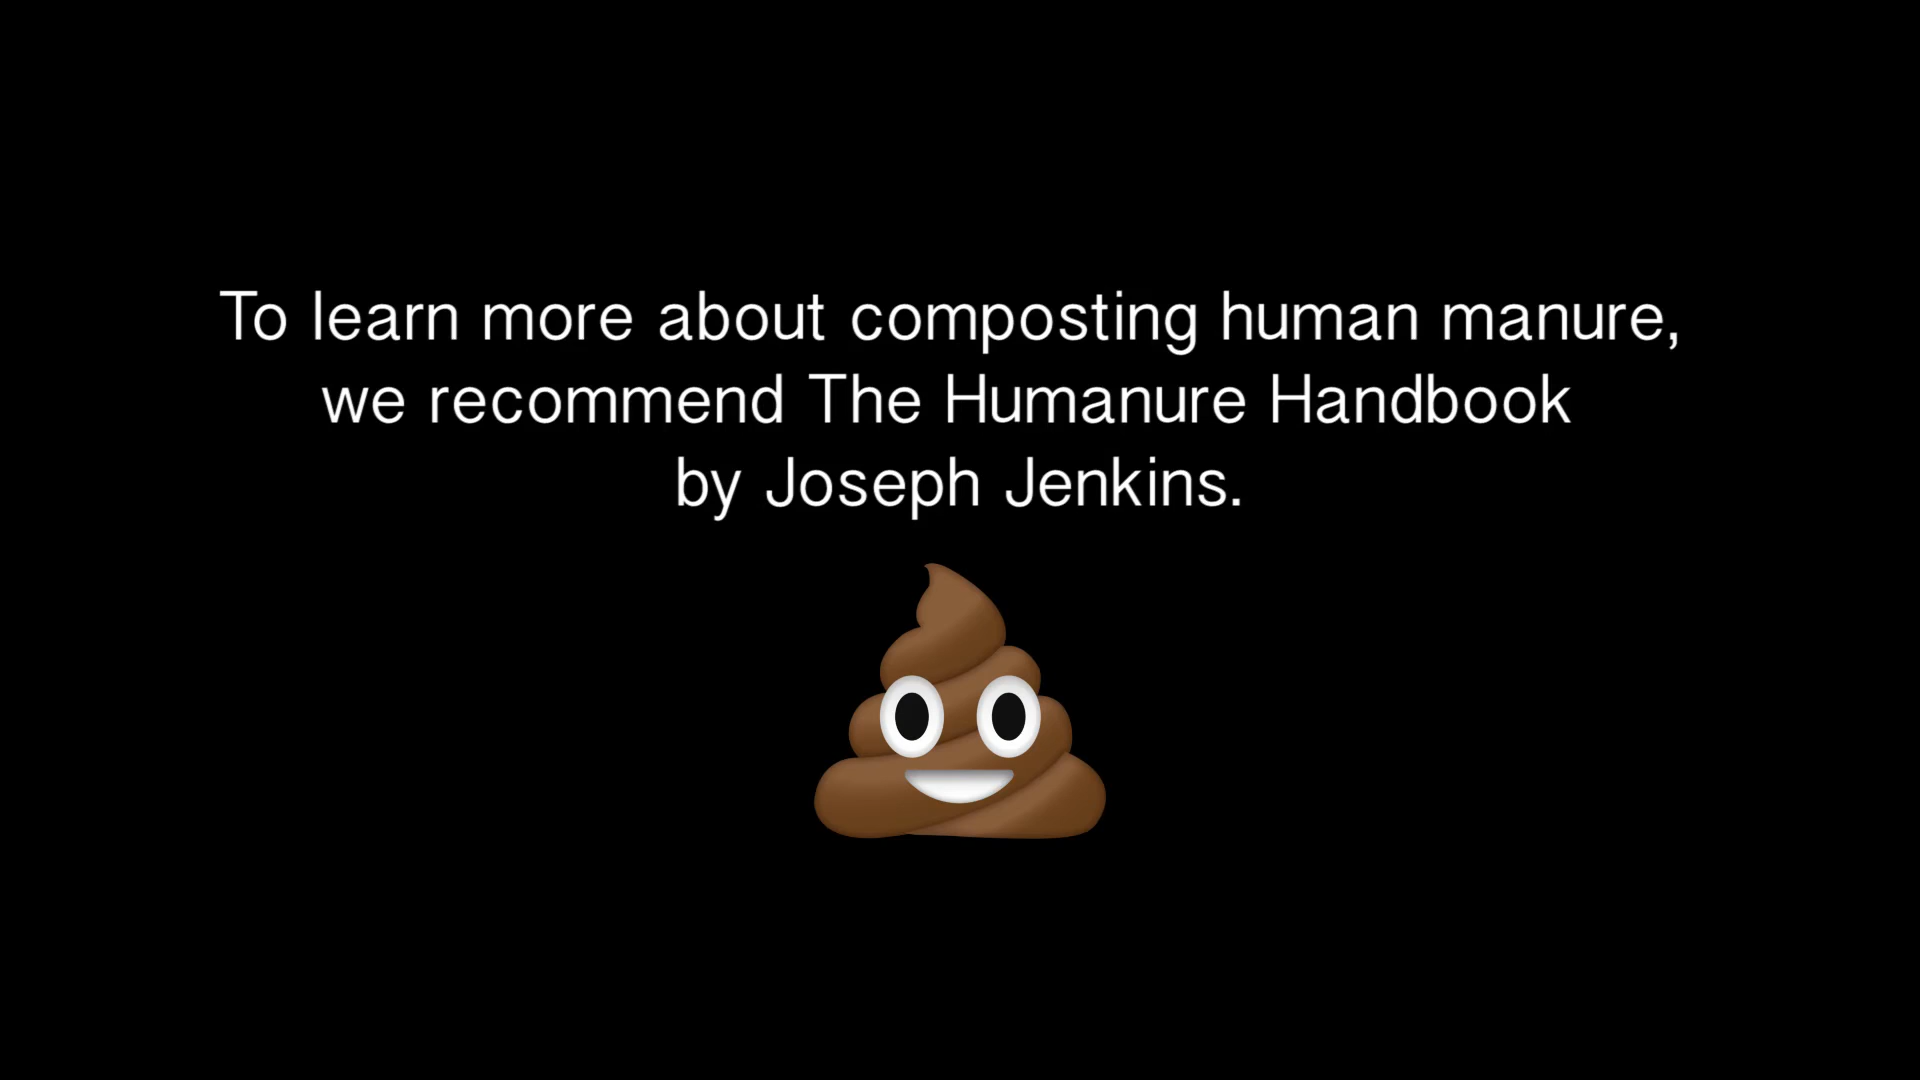 To learn more about composting human manure,
we recommend The Humanure Handbook
by Joseph Jenkins.